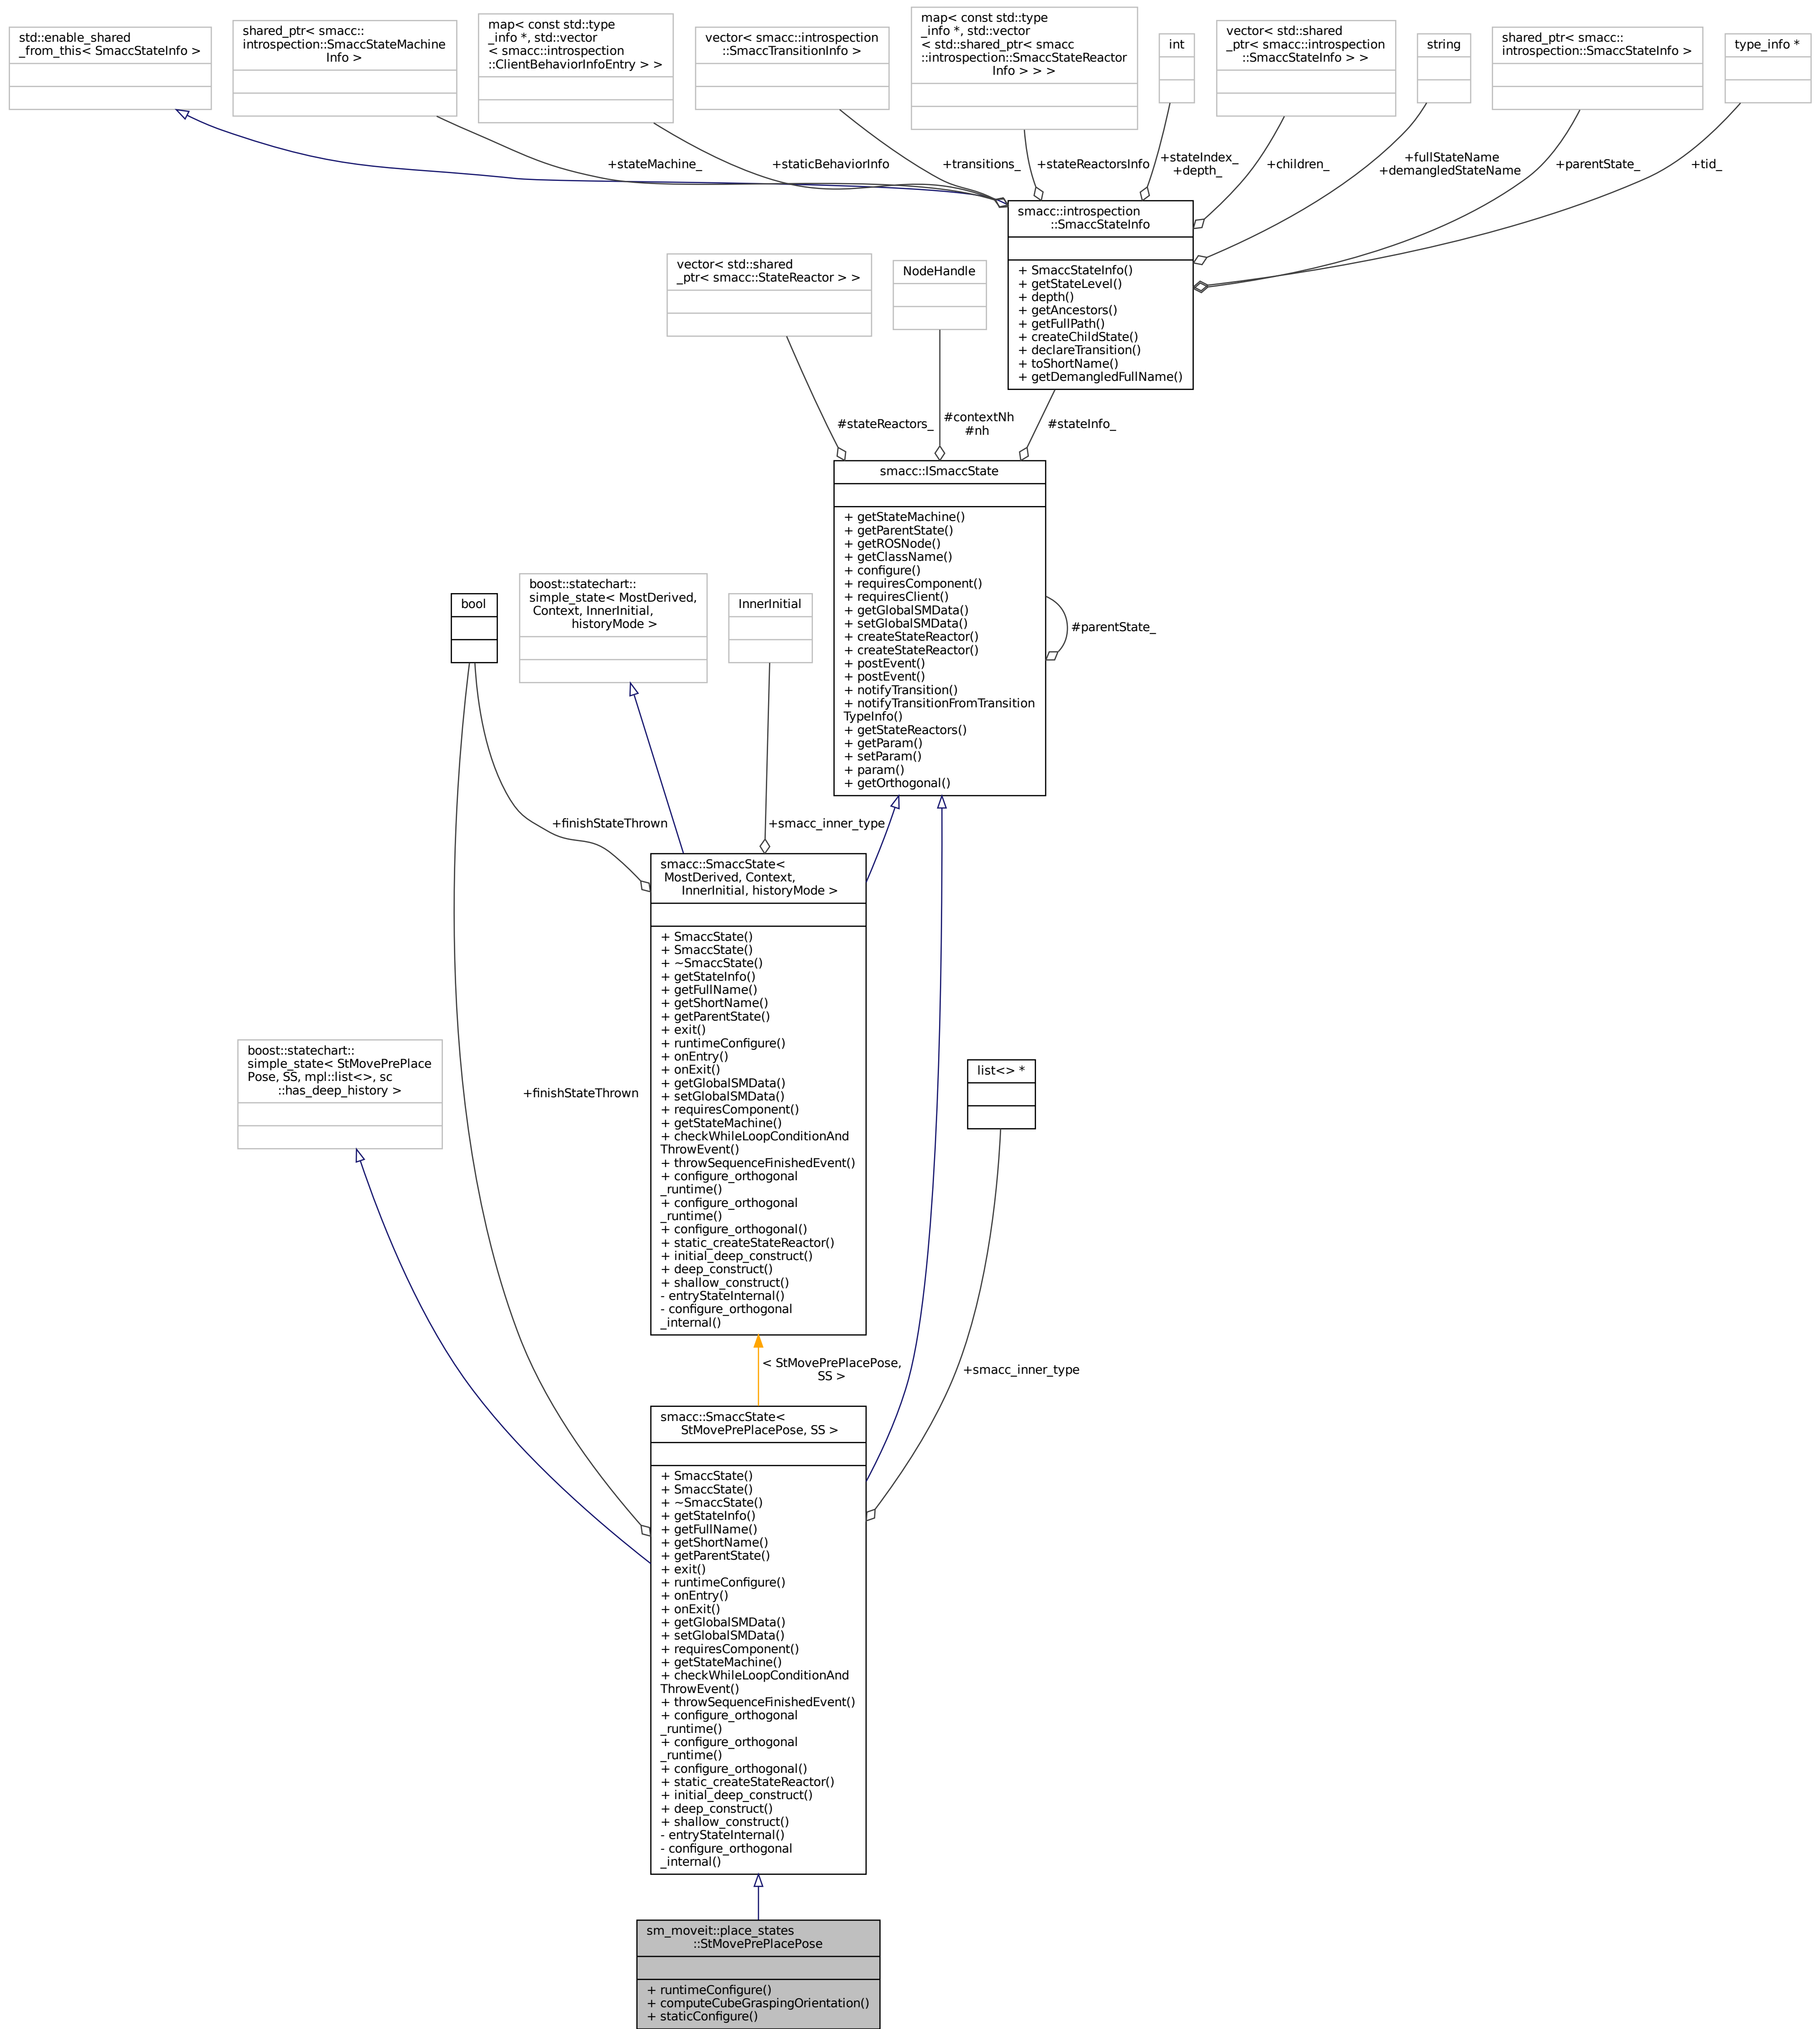 std::enable_shared
_from_this< SmaccStateInfo >
shared_ptr< smacc::
introspection::SmaccStateMachine
Info >
map< const std::type
_info *, std::vector
< smacc::introspection
::ClientBehaviorInfoEntry > >
vector< smacc::introspection
::SmaccTransitionInfo >
map< const std::type
_info *, std::vector
< std::shared_ptr< smacc
::introspection::SmaccStateReactor
Info > > >
int
vector< std::shared
_ptr< smacc::introspection
::SmaccStateInfo > >
string
shared_ptr< smacc::
introspection::SmaccStateInfo >
type_info *
+stateMachine_
+staticBehaviorInfo
+transitions_
+stateReactorsInfo
+stateIndex_
+depth_
+children_
+fullStateName
+demangledStateName
+parentState_
+tid_
smacc::introspection
::SmaccStateInfo
+ SmaccStateInfo()
+ getStateLevel()
+ depth()
+ getAncestors()
+ getFullPath()
+ createChildState()
+ declareTransition()
+ toShortName()
+ getDemangledFullName()
vector< std::shared
_ptr< smacc::StateReactor > >
NodeHandle
#stateReactors_
#contextNh
#nh
#stateInfo_
smacc::ISmaccState
+ getStateMachine()
+ getParentState()
+ getROSNode()
+ getClassName()
+ configure()
+ requiresComponent()
+ requiresClient()
+ getGlobalSMData()
+ setGlobalSMData()
+ createStateReactor()
+ createStateReactor()
+ postEvent()
+ postEvent()
+ notifyTransition()
+ notifyTransitionFromTransition
TypeInfo()
+ getStateReactors()
+ getParam()
+ setParam()
+ param()
+ getOrthogonal()
#parentState_
bool
boost::statechart::
simple_state< MostDerived,
Context, InnerInitial,
historyMode >
InnerInitial
+finishStateThrown
+smacc_inner_type
smacc::SmaccState<
MostDerived, Context,
InnerInitial, historyMode >
+ SmaccState()
+ SmaccState()
+ ~SmaccState()
+ getStateInfo()
+ getFullName()
+ getShortName()
+ getParentState()
+ exit()
+ runtimeConfigure()
+ onEntry()
+ onExit()
+ getGlobalSMData()
+ setGlobalSMData()
+ requiresComponent()
+ getStateMachine()
+ checkWhileLoopConditionAnd
ThrowEvent()
+ throwSequenceFinishedEvent()
+ configure_orthogonal
_runtime()
+ configure_orthogonal
_runtime()
+ configure_orthogonal()
+ static_createStateReactor()
+ initial_deep_construct()
+ deep_construct()
+ shallow_construct()
- entryStateInternal()
- configure_orthogonal
_internal()
boost::statechart::
simple_state< StMovePrePlace
Pose, SS, mpl::list<>, sc
::has_deep_history >
+finishStateThrown
list<> *
< StMovePrePlacePose,
SS >
+smacc_inner_type
smacc::SmaccState<
StMovePrePlacePose, SS >
+ SmaccState()
+ SmaccState()
+ ~SmaccState()
+ getStateInfo()
+ getFullName()
+ getShortName()
+ getParentState()
+ exit()
+ runtimeConfigure()
+ onEntry()
+ onExit()
+ getGlobalSMData()
+ setGlobalSMData()
+ requiresComponent()
+ getStateMachine()
+ checkWhileLoopConditionAnd
ThrowEvent()
+ throwSequenceFinishedEvent()
+ configure_orthogonal
_runtime()
+ configure_orthogonal
_runtime()
+ configure_orthogonal()
+ static_createStateReactor()
+ initial_deep_construct()
+ deep_construct()
+ shallow_construct()
- entryStateInternal()
- configure_orthogonal
_internal()
sm_moveit::place_states
::StMovePrePlacePose
+ runtimeConfigure()
+ computeCubeGraspingOrientation()
+ staticConfigure()